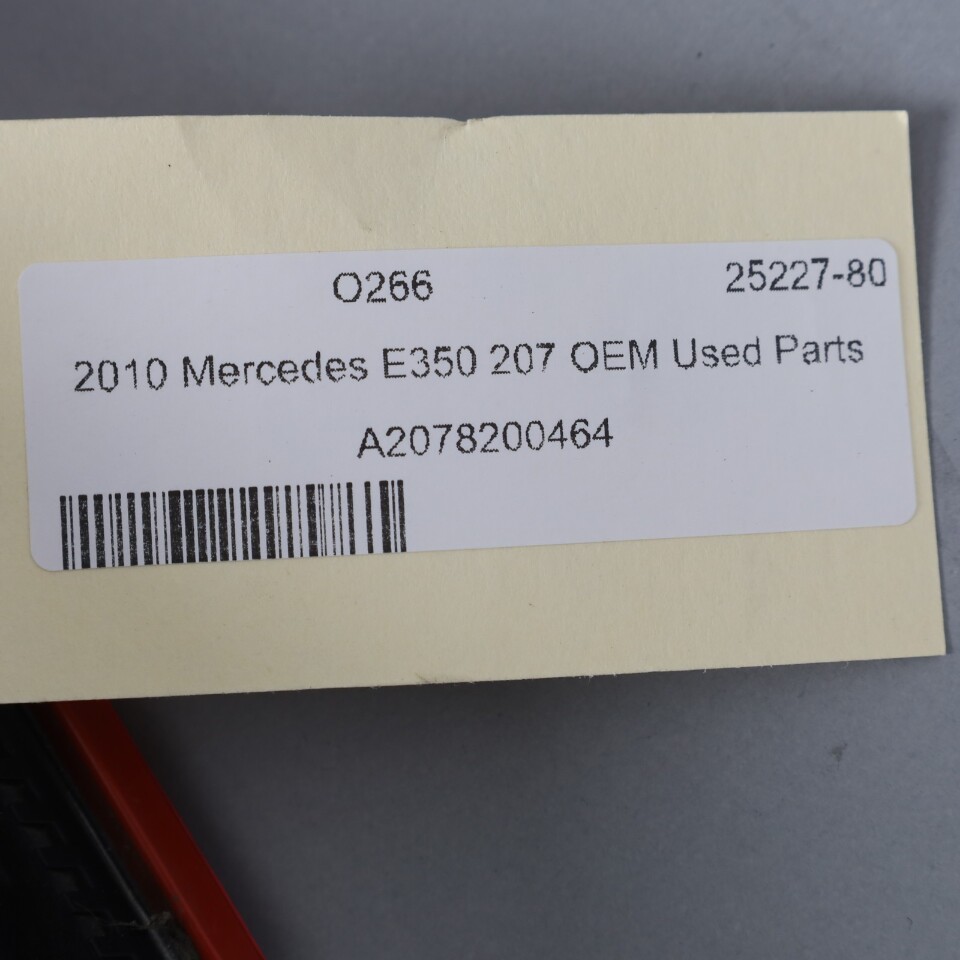 O266 25227-80
2010 Mercedes E350 207 OEM Used Parts
A2078200464